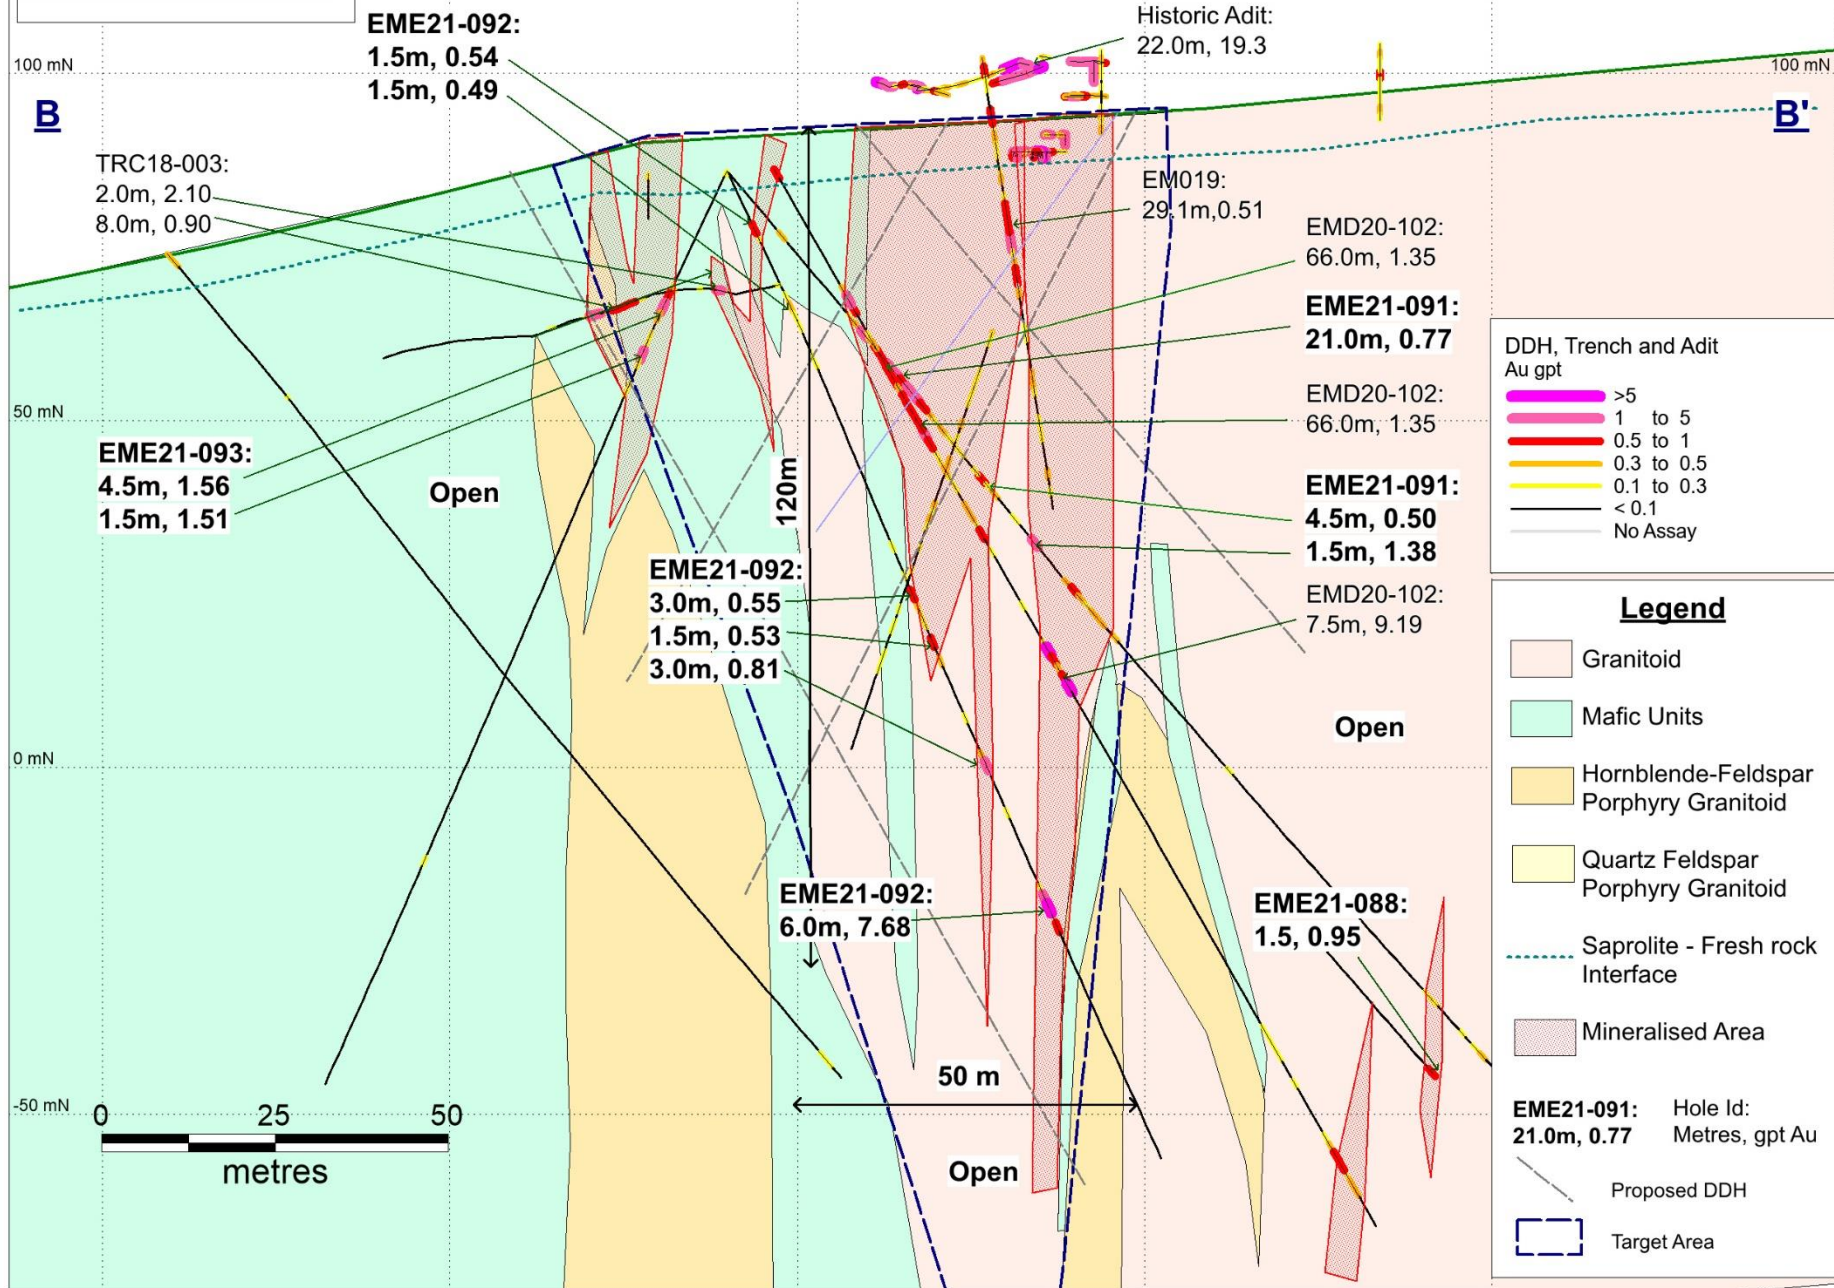 EME21-092:
1.5m, 0.54
1.5m, 0.49
Historic Adit:
22.0m, 19.3
100 mN
100 mN
B
B'
TRC18-003:
2.0m, 2.10
8.0m, 0.90
EM019:
29.1m,0.51
EMD20-102:
66.0m, 1.35
EME21-091:
21.0m, 0.77
EMD20-102:
66.0m, 1.35
50 mN
EME21-093:
4.5m, 1.56
1.5m, 1.51
Open
120m
EME21-091:
4.5m, 0.50
1.5m, 1.38
EME21-092:
3.0m, 0.55
1.5m, 0.53
3.0m, 0.81
EMD20-102:
7.5m, 9.19
Open
0 mN
EME21-092:
6.0m, 7.68
EME21-088:
1.5, 0.95
50 m
-50 mN
0 25 50
metres
Open
DDH, Trench and Adit
Au gpt
>5
1 to 5
0.5 to 1
0.3 to 0.5
0.1 to 0.3
< 0.1
No Assay
Legend
Granitoid
Mafic Units
Hornblende-Feldspar
Porphyry Granitoid
Quartz Feldspar
Porphyry Granitoid
Saprolite - Fresh rock
Interface
Mineralised Area
EME21-091: Hole Id:
21.0m, 0.77 Metres, gpt Au
Proposed DDH
Target Area